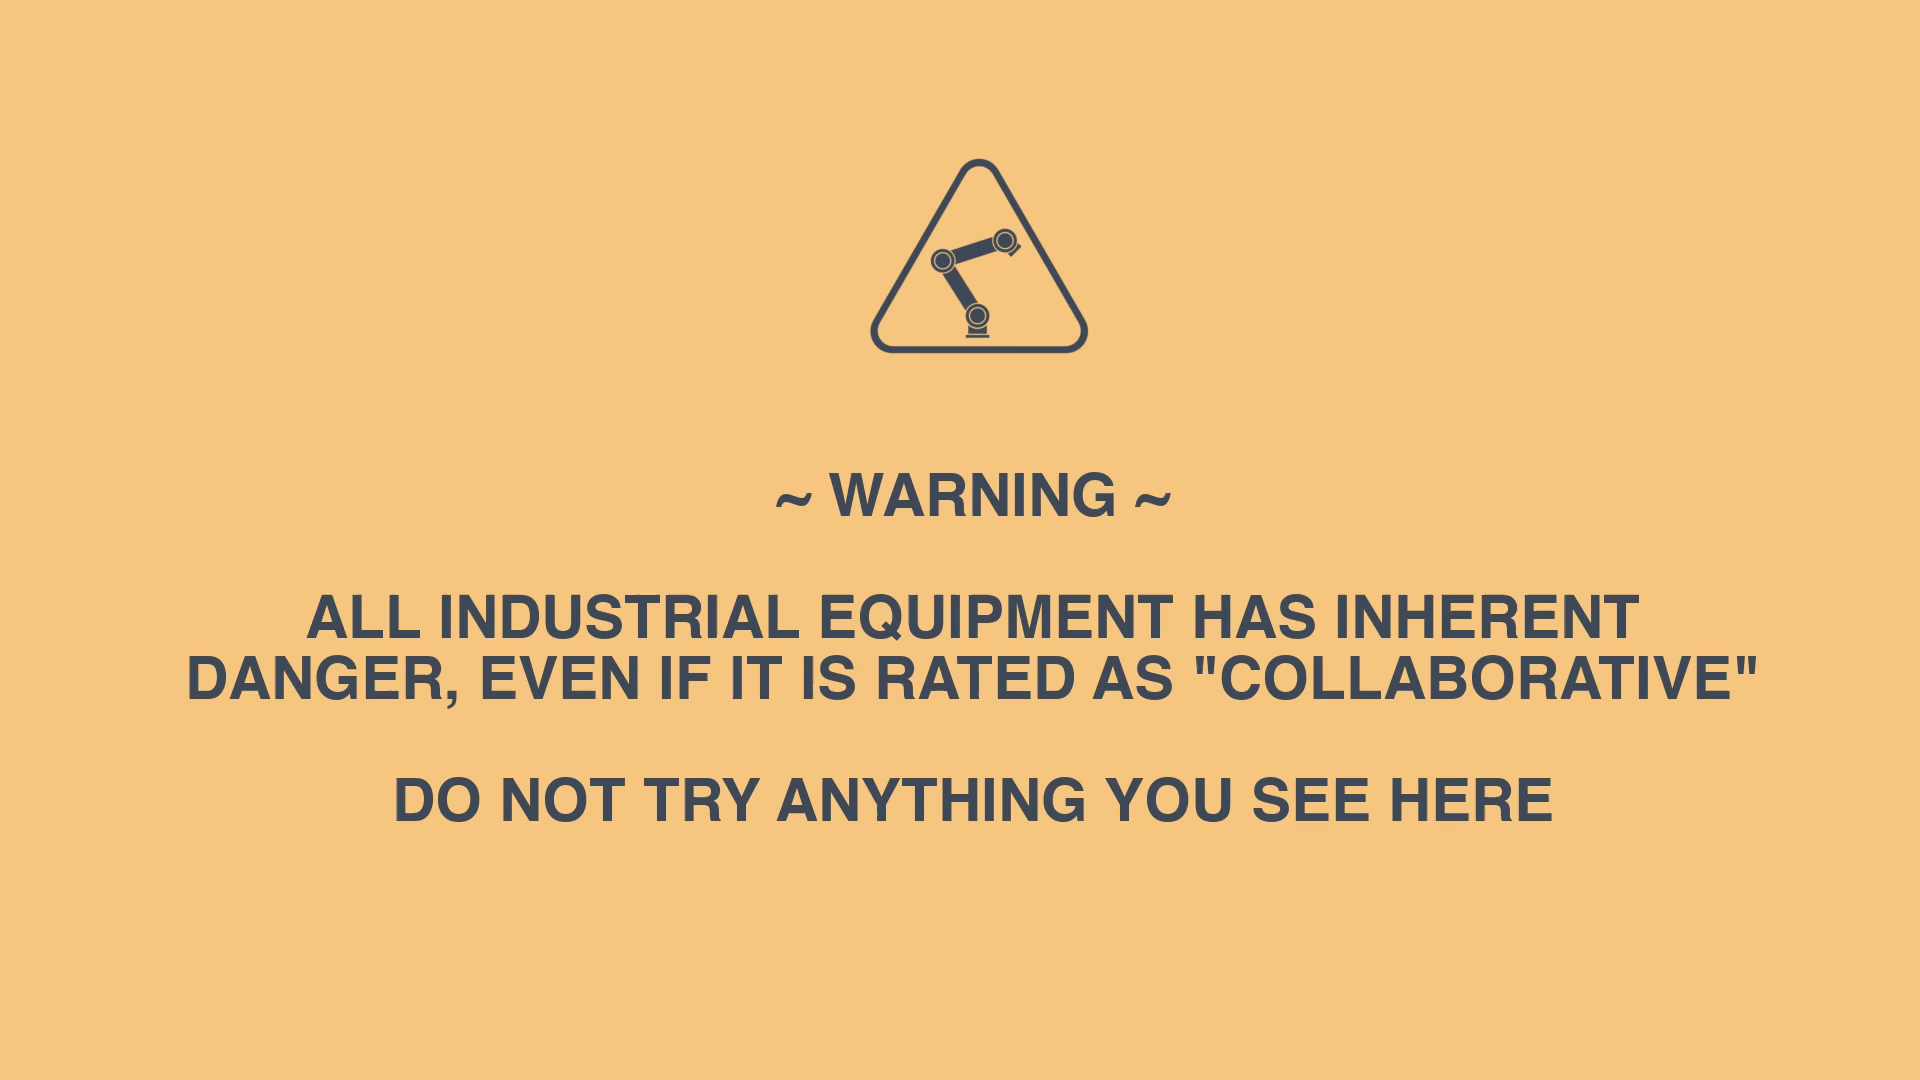 ~ WARNING ~
ALL INDUSTRIAL EQUIPMENT HAS INHERENT
DANGER, EVEN IF IT IS RATED AS "COLLABORATIVE"
DO NOT TRY ANYTHING YOU SEE HERE